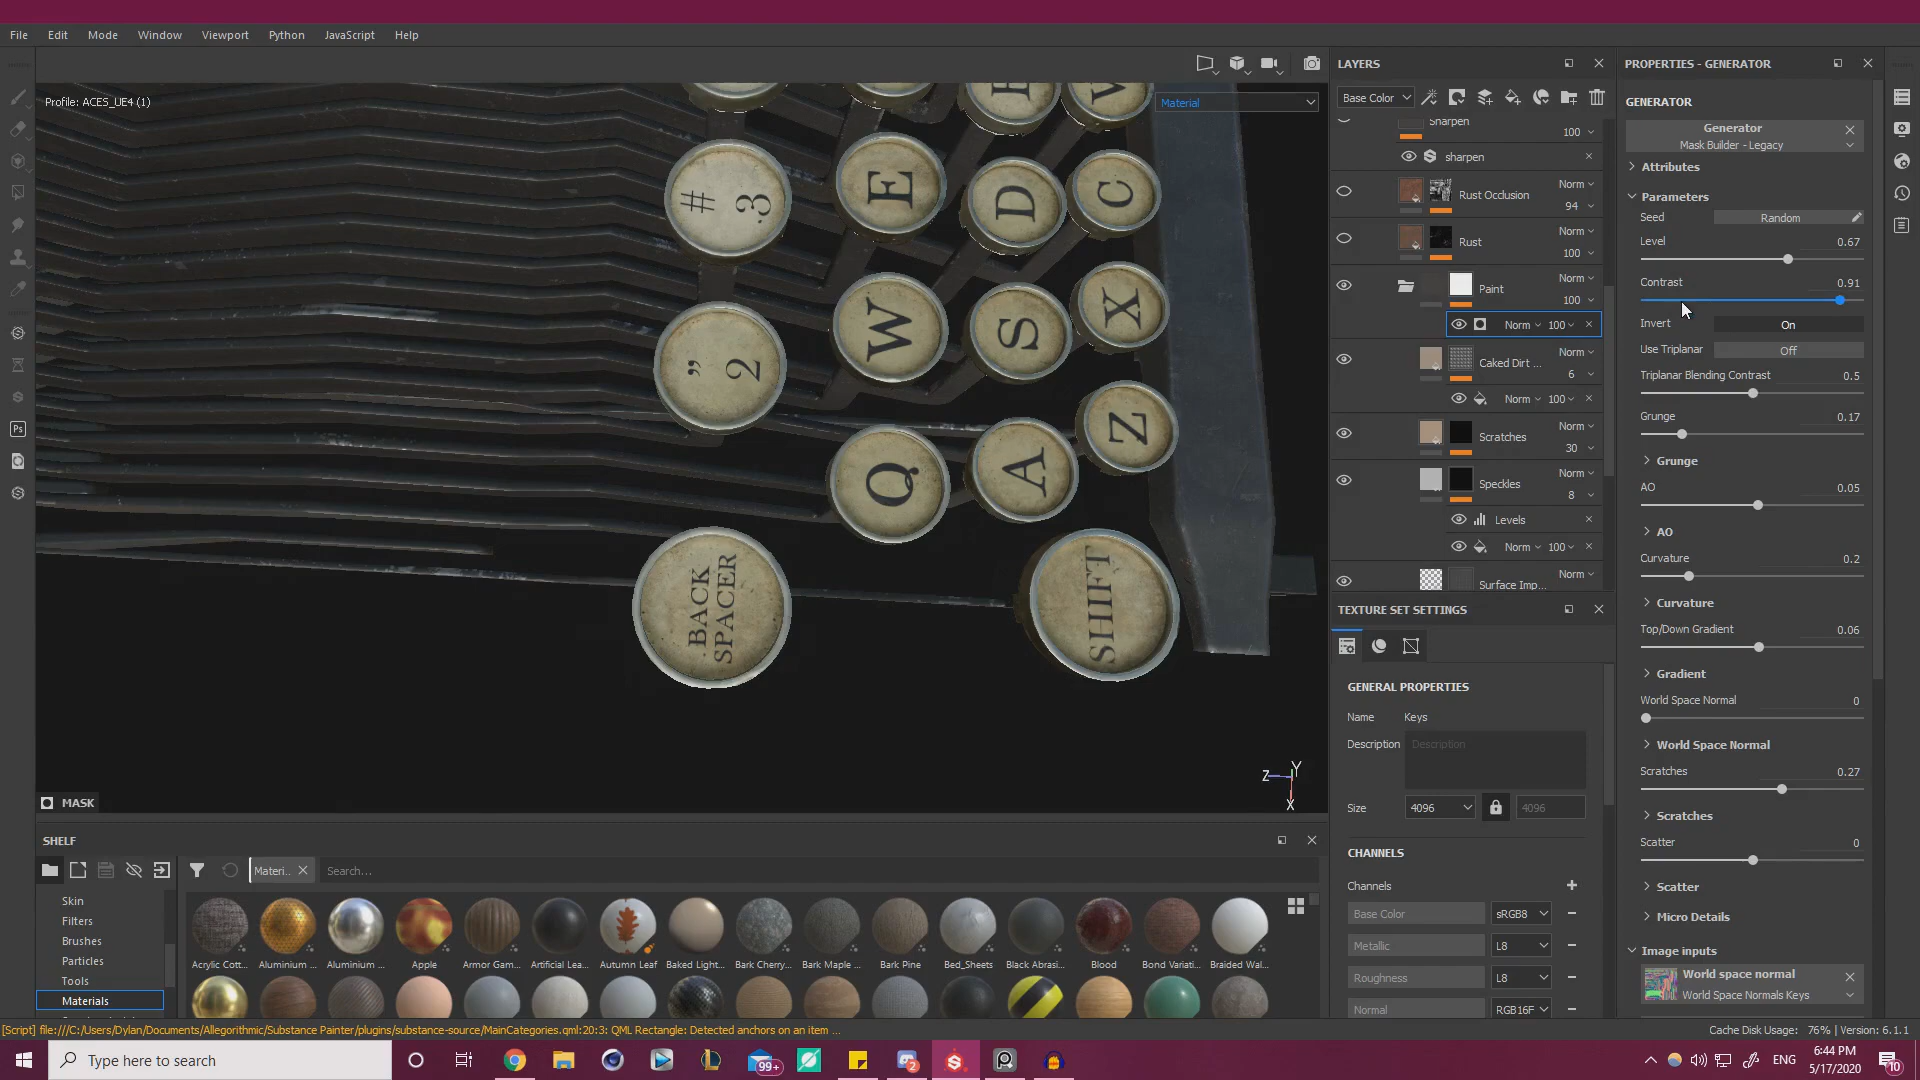 File Edit Mode Window Viewport Python JavaScript Help
Profile: ACES_UE4 (1)
Material
# 3
E
D
C
" 2
W
S
X
Q
A
Z
BACK SPACER
SHIFT
Z Y X
MASK
LAYERS
Base Color
Sharpen
100
sharpen
Rust Occlusion Norm
94
Rust Norm
100
Paint Norm
100
Norm 100
Caked Dirt ... Norm
6
Norm 100
Scratches Norm
30
Speckles Norm
8
Levels
Norm 100
Surface Imp... Norm
TEXTURE SET SETTINGS
GENERAL PROPERTIES
Name Keys
Description Description
Size 4096 4096
CHANNELS
Channels
Base Color sRGB8
Metallic L8
Roughness L8
Normal RGB16F
PROPERTIES - GENERATOR
GENERATOR
Generator
Mask Builder - Legacy
Attributes
Parameters
Seed Random
Level 0.67
Contrast 0.91
Invert On
Use Triplanar Off
Triplanar Blending Contrast 0.5
Grunge 0.17
Grunge
AO 0.05
AO
Curvature 0.2
Curvature
Top/Down Gradient 0.06
Gradient
World Space Normal 0
World Space Normal
Scratches 0.27
Scratches
Scatter 0
Scatter
Micro Details
Image inputs
World space normal
World Space Normals Keys
SHELF
Materi.. Search...
Skin
Filters
Brushes
Particles
Tools
Materials
Acrylic Cott... Aluminium ... Aluminium ... Apple Armor Gam... Artificial Lea... Autumn Leaf Baked Light... Bark Cherry... Bark Maple ... Bark Pine Bed_Sheets Black Abrasi... Blood Bond Variati... Braided Wal...
[Script] file:///C:/Users/Dylan/Documents/Allegorithmic/Substance Painter/plugins/substance-source/MainCategories.qml:20:3: QML Rectangle: Detected anchors on an item ...
Cache Disk Usage: 76% | Version: 6.1.1
Type here to search
Ps
99+
2
ENG
6:44 PM
5/17/2020
10